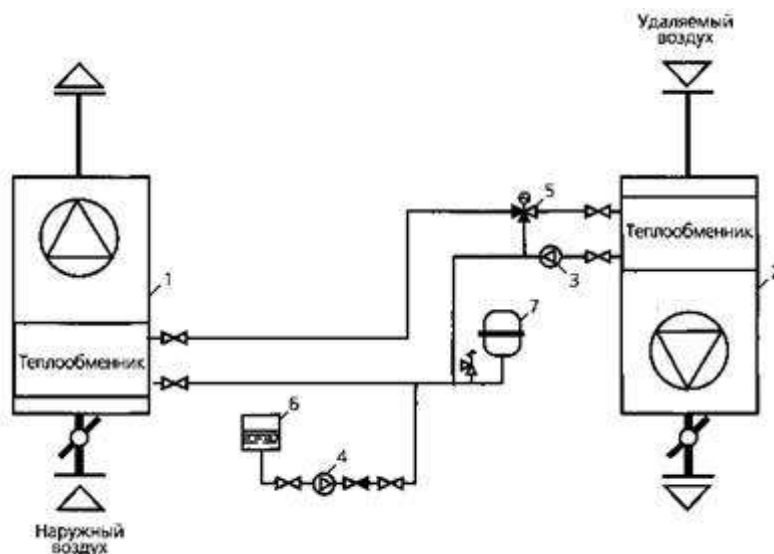 Удаляемый
воздух
5
Теплообменник
3
1
2
7
Теплообменник
6
4
Наружный
воздух